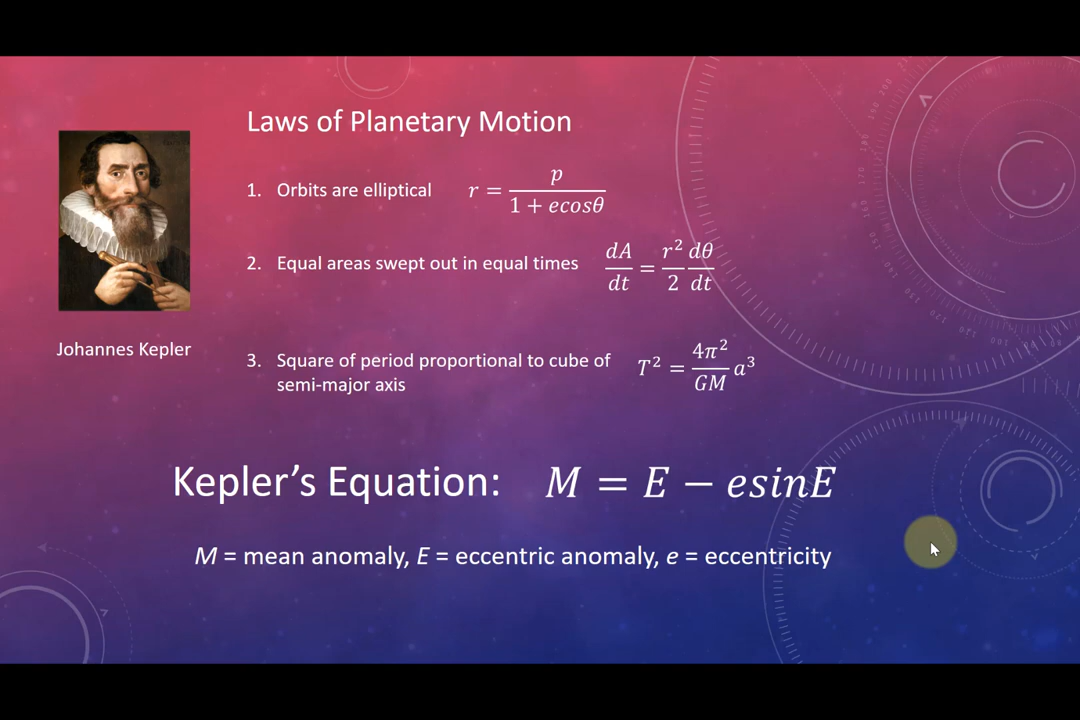 Laws of Planetary Motion
1. Orbits are elliptical r = p / (1 + ecosθ)
2. Equal areas swept out in equal times dA/dt = r²/2 dθ/dt
3. Square of period proportional to cube of
semi-major axis T² = 4π²/GM a³
Johannes Kepler
Kepler's Equation: M = E − esinE
M = mean anomaly, E = eccentric anomaly, e = eccentricity